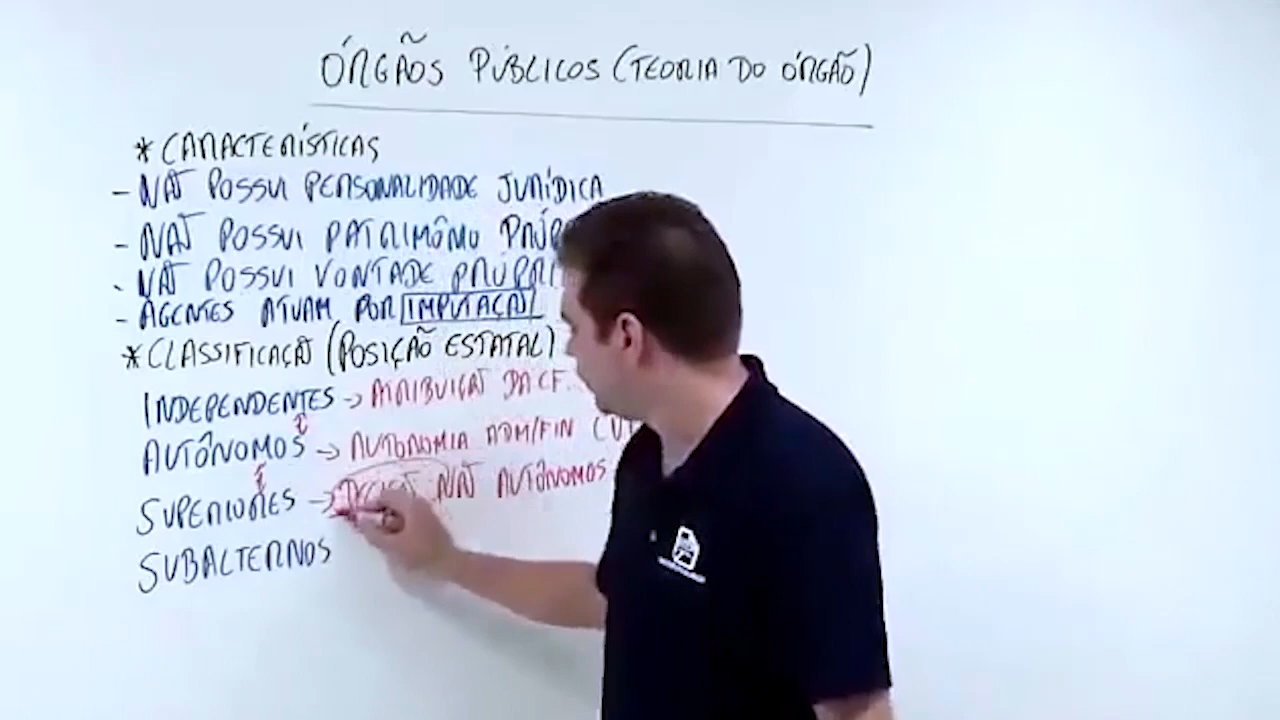 ÓRGÃOS PÚBLICOS (TEORIA DO ÓRGÃO)
* CARACTERÍSTICAS
- NÃO POSSUI PERSONALIDADE JURÍDICA
- NÃO POSSUI PATRIMÔNIO
- NÃO POSSUI VONTADE
- AGENTES ATUAM POR IMPUTAÇÃO
* CLASSIFICAÇÃO (POSIÇÃO ESTATAL)
INDEPENDENTES → ATRIBUIÇÃO DA CF.
AUTÔNOMOS → AUTONOMIA ADM/FIN
SUPERIORES → NÃO AUTÔNOMOS
SUBALTERNOS